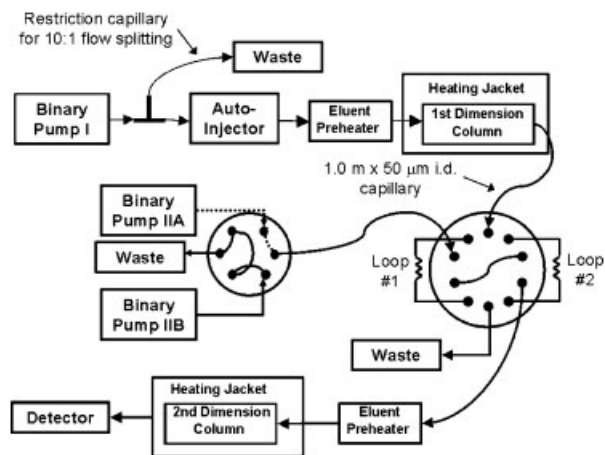 Restriction capillary
for 10:1 flow splitting
Waste
Heating Jacket
Binary
Pump I
Auto-
Injector
Eluent
Preheater
1st Dimension
Column
1.0 m x 50 μm i.d.
capillary
Binary
Pump IIA
Waste
Binary
Pump IIB
Loop
#1
Loop
#2
Waste
Heating Jacket
Detector
2nd Dimension
Column
Eluent
Preheater